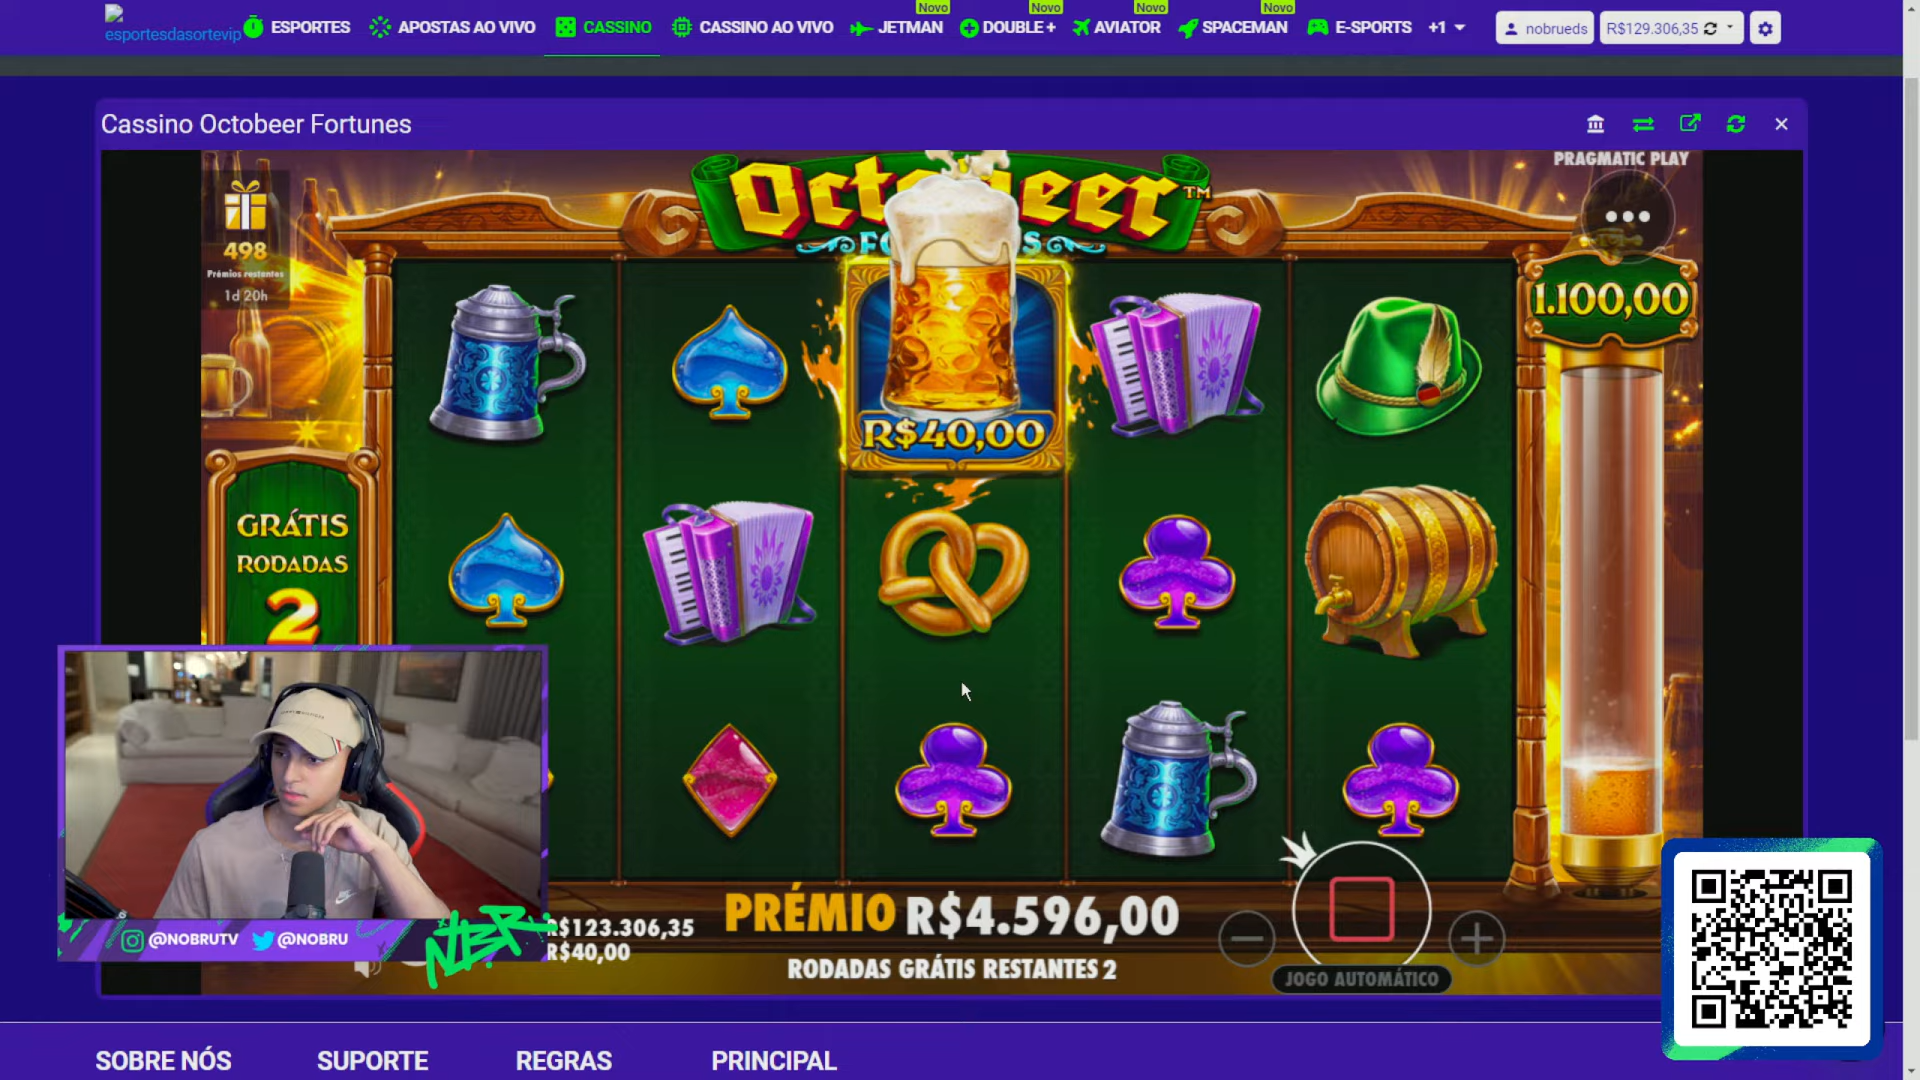 esportesdasortevip
ESPORTES
APOSTAS AO VIVO
CASSINO
CASSINO AO VIVO
Novo
JETMAN
Novo
DOUBLE+
Novo
AVIATOR
Novo
SPACEMAN
E-SPORTS
+1
nobrueds
R$129.306,35
Cassino Octobeer Fortunes
PRAGMATIC PLAY
498
Prémios restantes
1d 20h
1.100,00
R$40,00
GRÁTIS
RODADAS
2
@NOBRUTV
@NOBRU
NBR
R$123.306,35
R$40,00
PRÉMIO R$4.596,00
RODADAS GRÁTIS RESTANTES 2
JOGO AUTOMÁTICO
SOBRE NÓS
SUPORTE
REGRAS
PRINCIPAL